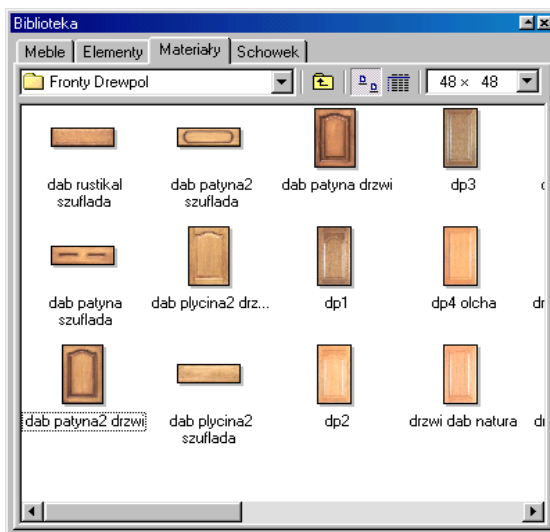 Biblioteka
Meble Elementy Materiały Schowek
Fronty Drewpol 48 × 48
dab rustikal szuflada
dab patyna2 szuflada
dab patyna drzwi
dp3
dab patyna szuflada
dab plycina2 drz...
dp1
dp4 olcha
dr
dab patyna2 drzwi
dab plycina2 szuflada
dp2
drzwi dab natura